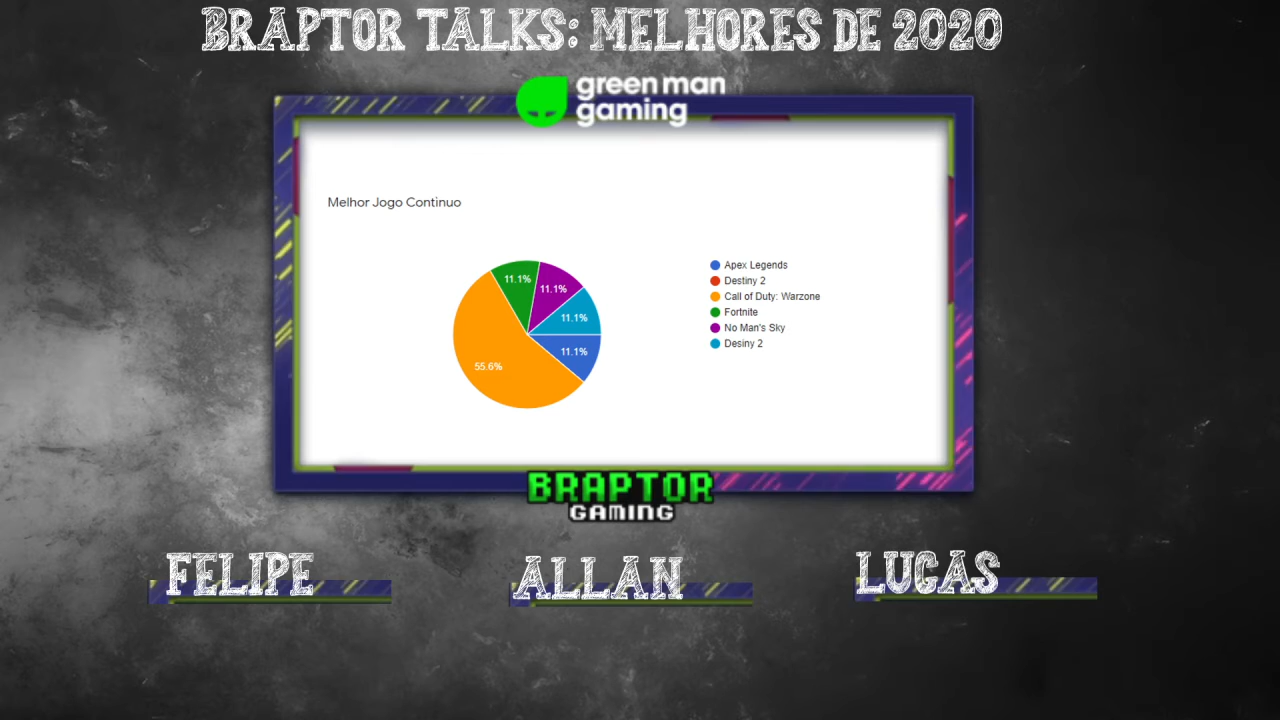 BRAPTOR TALKS: MELHORES DE 2020
green man
gaming
Melhor Jogo Continuo
11.1%
11.1%
11.1%
11.1%
55.6%
Apex Legends
Destiny 2
Call of Duty: Warzone
Fortnite
No Man's Sky
Desiny 2
BRAPTOR
GAMING
FELIPE
ALLAN
LUCAS